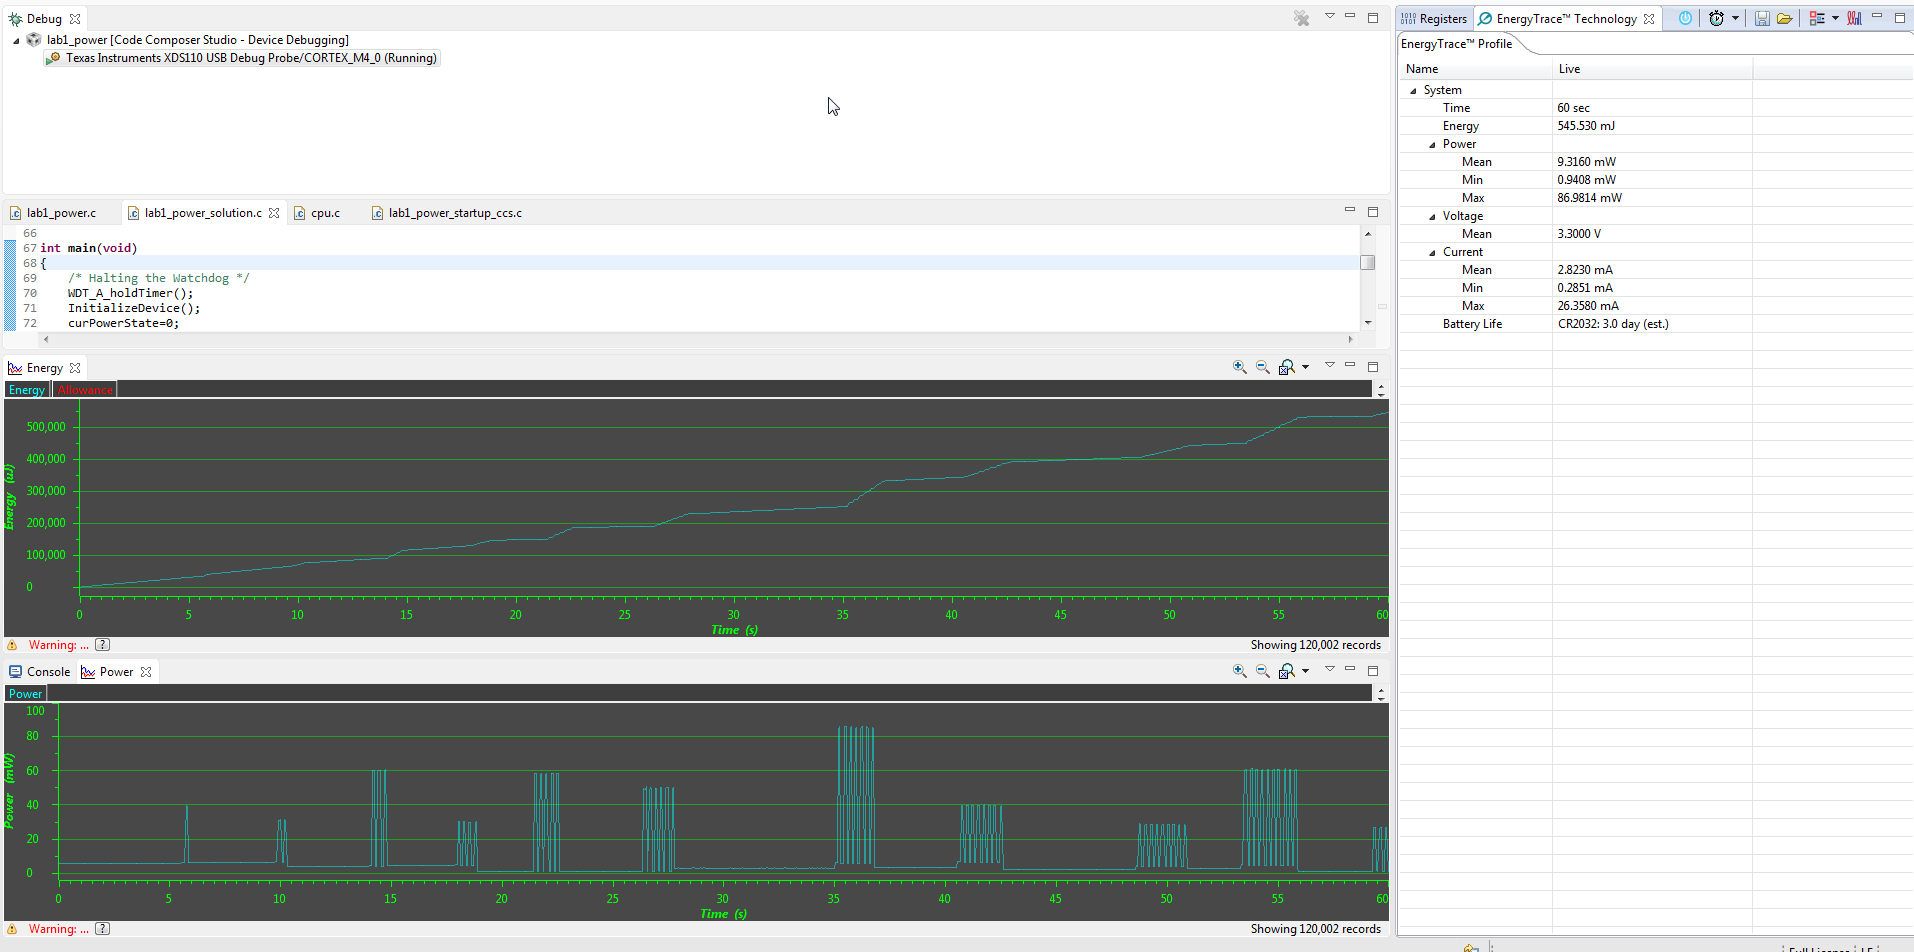 Debug
lab1_power [Code Composer Studio - Device Debugging]
Texas Instruments XDS110 USB Debug Probe/CORTEX_M4_0 (Running)
lab1_power.c
lab1_power_solution.c
cpu.c
lab1_power_startup_ccs.c
66
67 int main(void)
68 {
69 /* Halting the Watchdog */
70 WDT_A_holdTimer();
71 InitializeDevice();
72 curPowerState=0;
Energy
Energy Allowance
500,000
400,000
300,000
200,000
100,000
0
Energy (uJ)
0 5 10 15 20 25 30 35 40 45 50 55 60
Time (s)
Warning: ... ?
Showing 120,002 records
Console Power
Power
100
80
60
40
20
0
Power (mW)
0 5 10 15 20 25 30 35 40 45 50 55 60
Time (s)
Warning: ... ?
Showing 120,002 records
Registers EnergyTrace™ Technology
EnergyTrace™ Profile
Name Live
System
Time 60 sec
Energy 545.530 mJ
Power
Mean 9.3160 mW
Min 0.9408 mW
Max 86.9814 mW
Voltage
Mean 3.3000 V
Current
Mean 2.8230 mA
Min 0.2851 mA
Max 26.3580 mA
Battery Life CR2032: 3.0 day (est.)